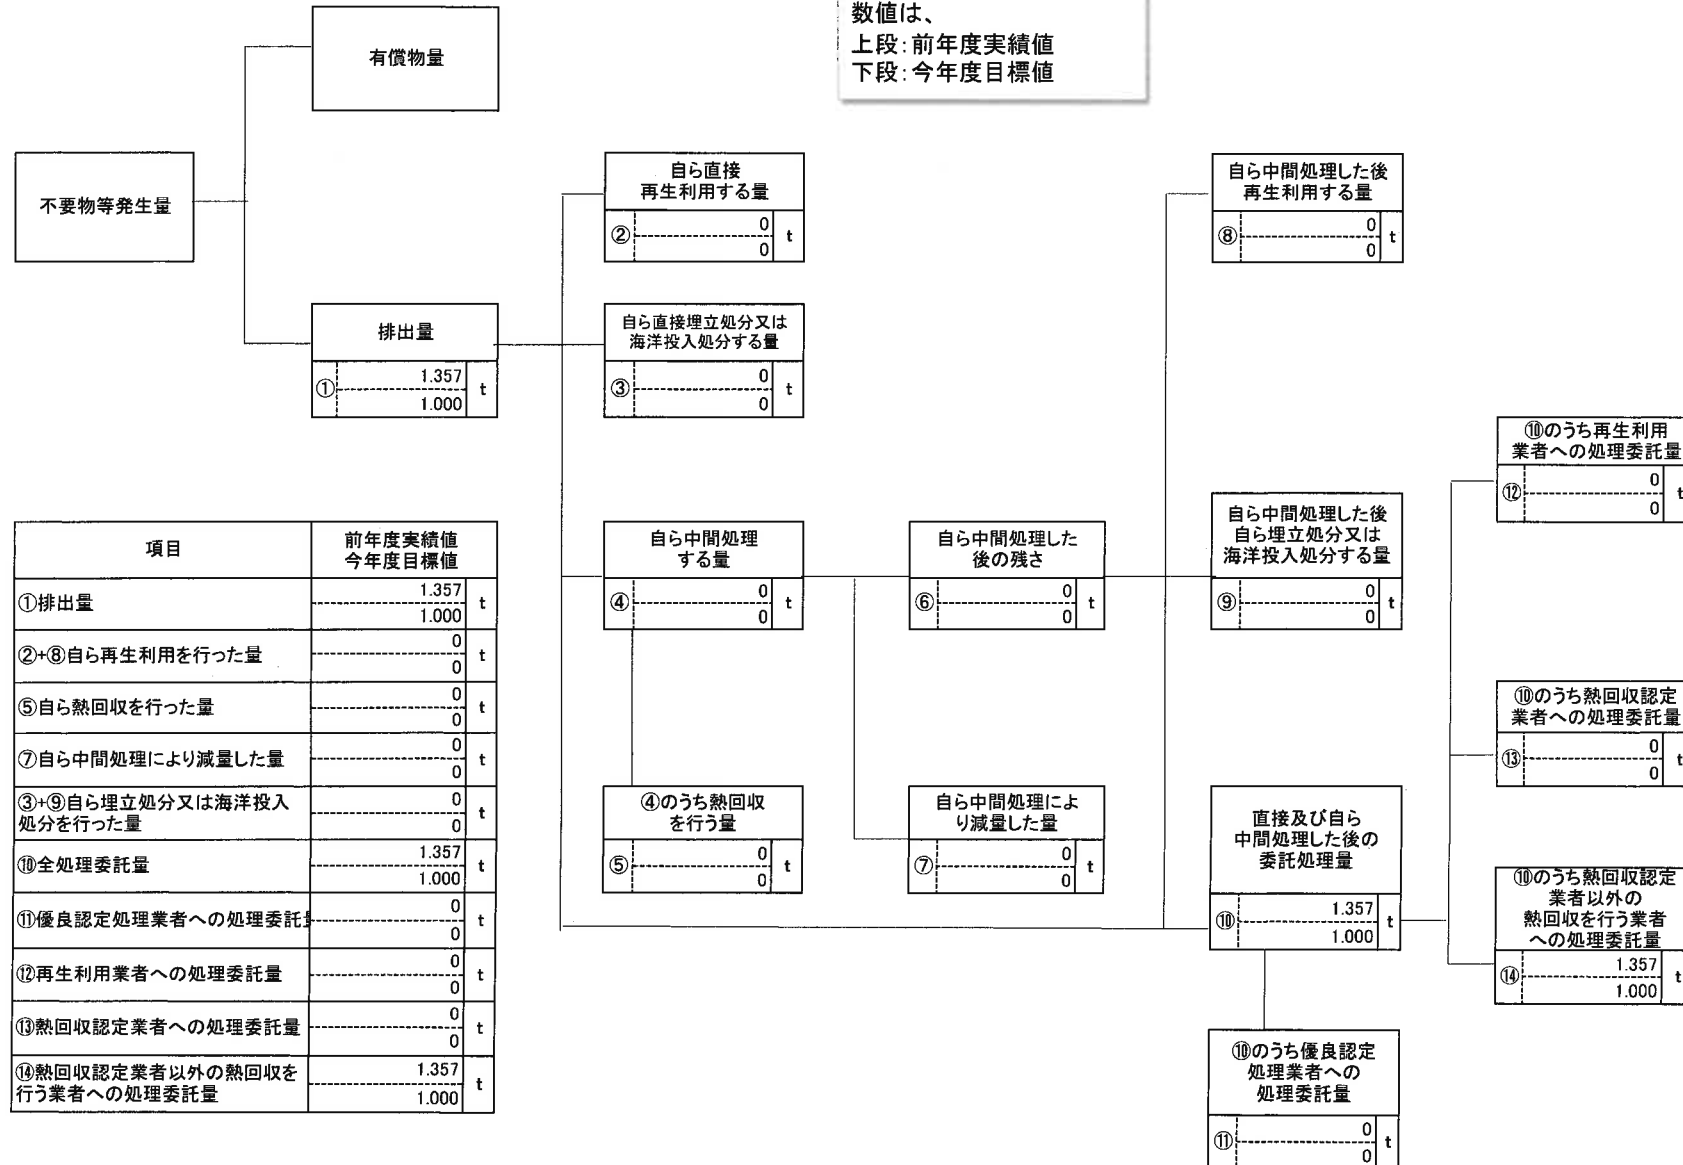 数値は、
上段:前年度実績値
下段:今年度目標値
有償物量
不要物等発生量
排出量
① 1.357 t
1.000
自ら直接
再生利用する量
② 0 t
0
自ら直接埋立処分又は
海洋投入処分する量
③ 0 t
0
自ら中間処理した後
再生利用する量
⑧ 0 t
0
自ら中間処理
する量
④ 0 t
0
自ら中間処理した
後の残さ
⑥ 0 t
0
自ら中間処理した後
自ら埋立処分又は
海洋投入処分する量
⑨ 0 t
0
④のうち熱回収
を行う量
⑤ 0 t
0
自ら中間処理によ
り減量した量
⑦ 0 t
0
直接及び自ら
中間処理した後の
委託処理量
⑩ 1.357 t
1.000
⑩のうち優良認定
処理業者への
処理委託量
⑪ 0 t
0
⑩のうち再生利用
業者への処理委託量
⑫ 0 t
0
⑩のうち熱回収認定
業者への処理委託量
⑬ 0 t
0
⑩のうち熱回収認定
業者以外の
熱回収を行う業者
への処理委託量
⑭ 1.357 t
1.000
項目 前年度実績値
今年度目標値
①排出量 1.357 t
1.000
②+⑧自ら再生利用を行った量 0 t
0
⑤自ら熱回収を行った量 0 t
0
⑦自ら中間処理により減量した量 0 t
0
③+⑨自ら埋立処分又は海洋投入
処分を行った量 0 t
0
⑩全処理委託量 1.357 t
1.000
⑪優良認定処理業者への処理委託 0 t
0
⑫再生利用業者への処理委託量 0 t
0
⑬熱回収認定業者への処理委託量 0 t
0
⑭熱回収認定業者以外の熱回収を
行う業者への処理委託量 1.357 t
1.000